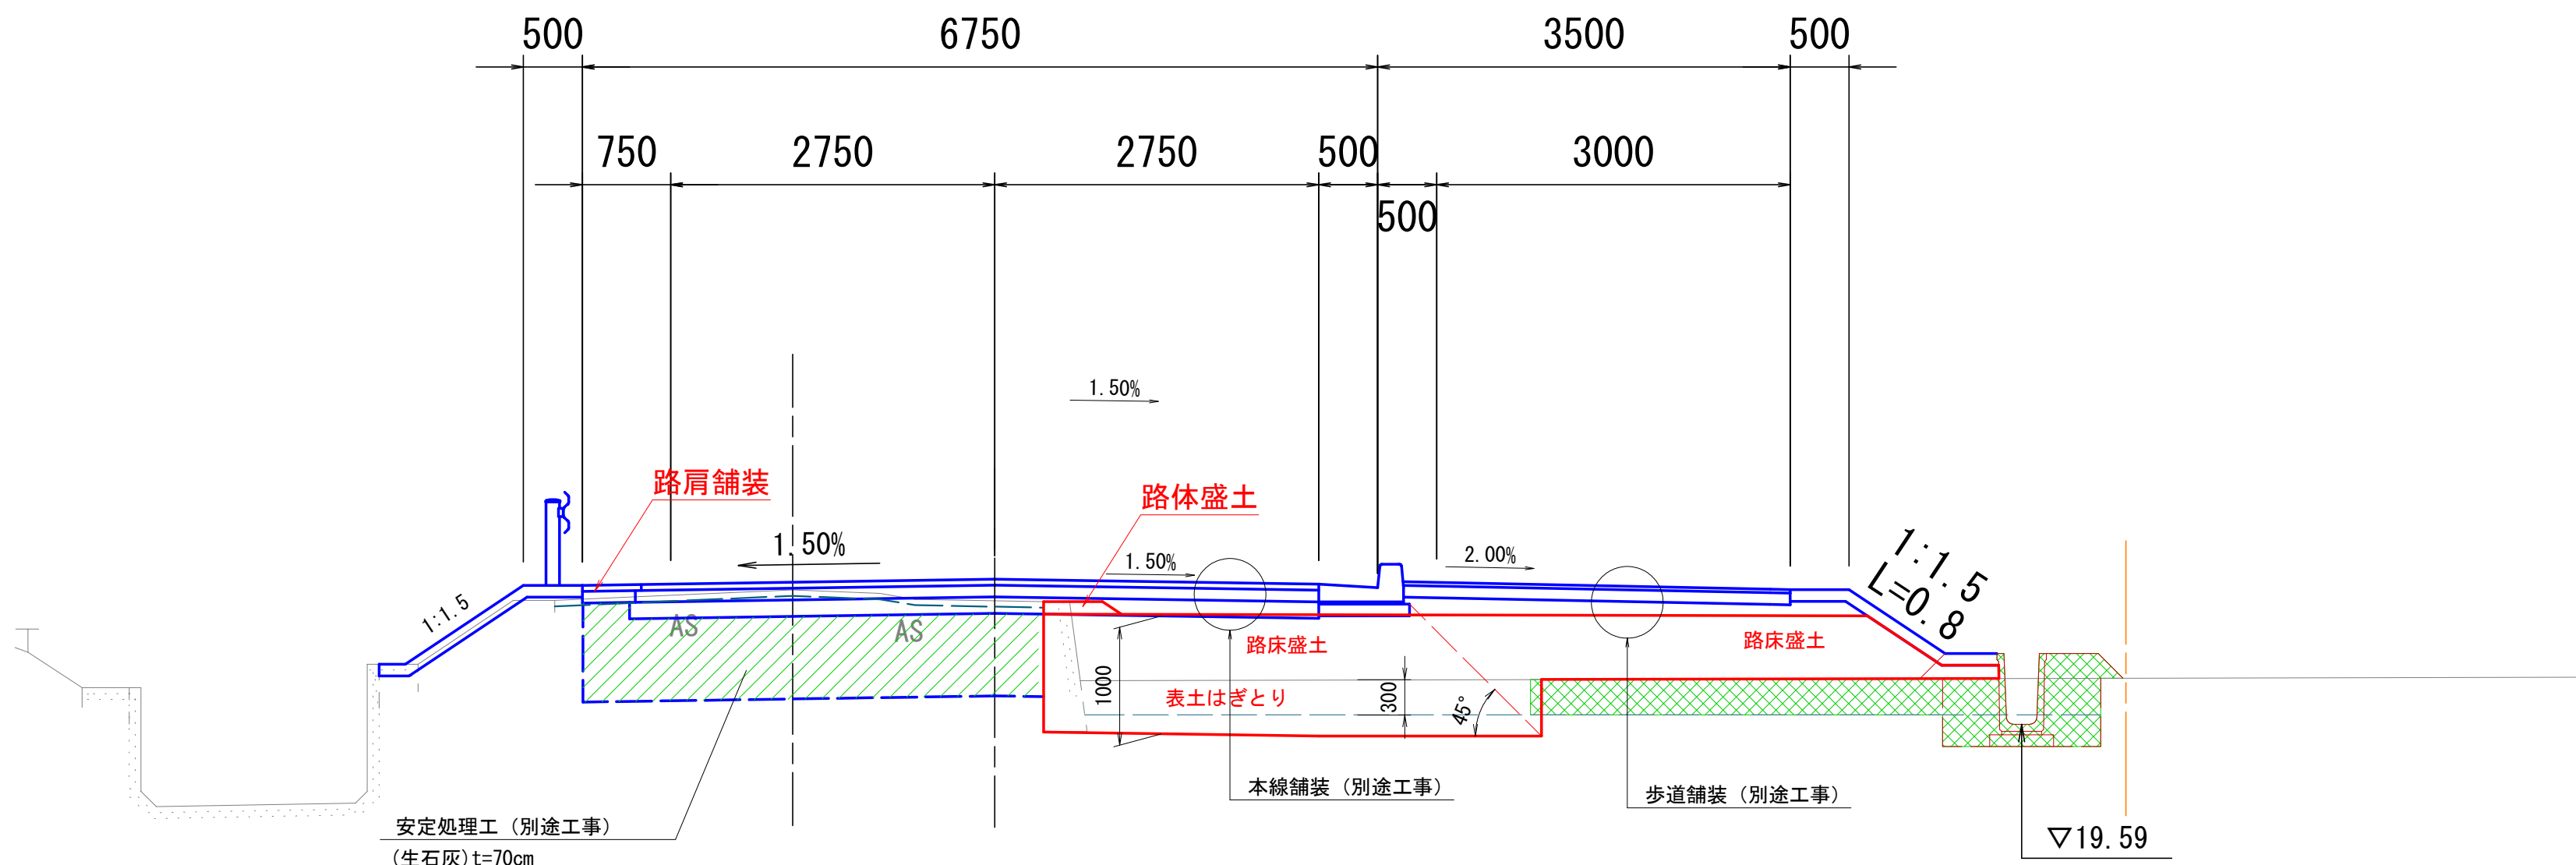 500
6750
3500
500
750
2750
2750
500
3000
500
1.50%
路肩舗装
路体盛土
1.50%
1.50%
2.00%
1:1.5
L=0.8
1:1.5
AS
AS
路床盛土
路床盛土
1000
表土はぎとり
300
45°
本線舗装（別途工事）
歩道舗装（別途工事）
安定処理工（別途工事）
(生石灰)t=70cm
▽19.59